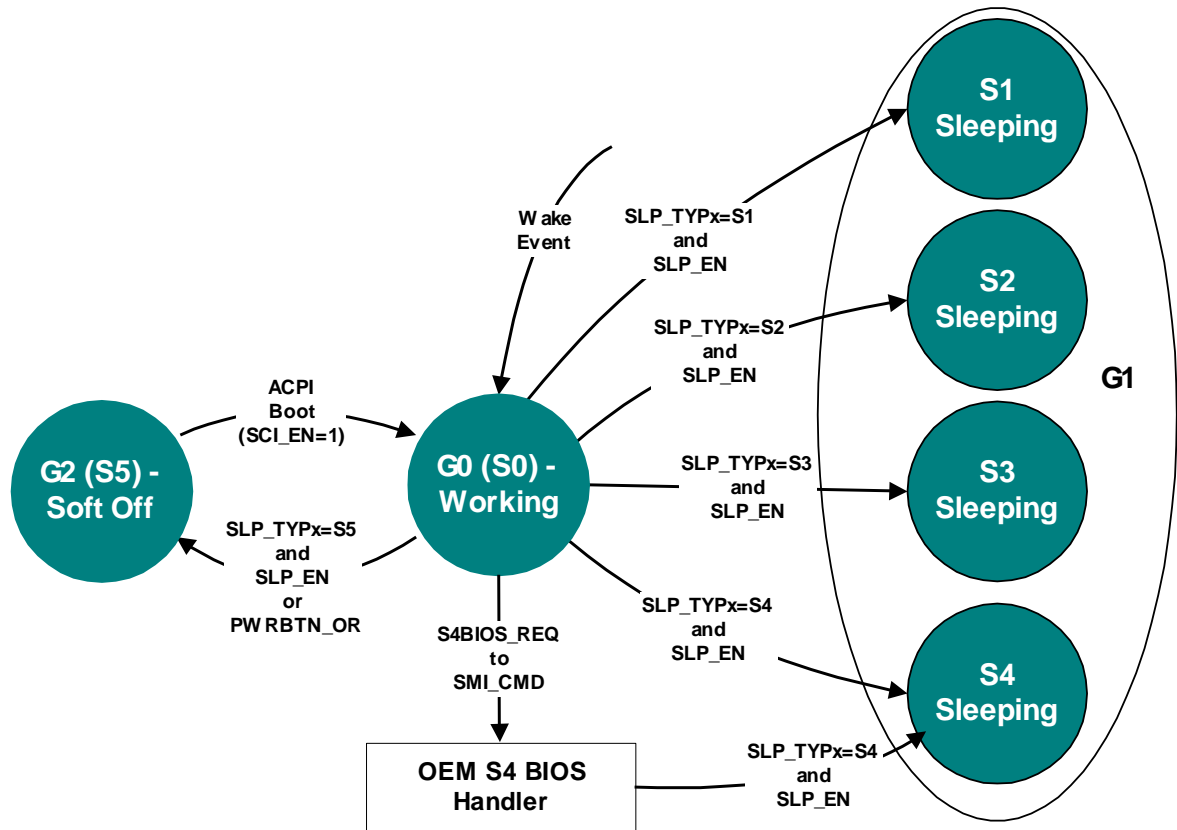 S1
Sleeping
Wake
Event
SLP_TYPx=S1
and
SLP_EN
S2
Sleeping
SLP_TYPx=S2
and
SLP_EN
G1
ACPI
Boot
(SCI_EN=1)
G2 (S5) -
Soft Off
G0 (S0) -
Working
SLP_TYPx=S3
and
SLP_EN
S3
Sleeping
SLP_TYPx=S5
and
SLP_EN
or
PWRBTN_OR
SLP_TYPx=S4
and
SLP_EN
S4BIOS_REQ
to
SMI_CMD
S4
Sleeping
OEM S4 BIOS
Handler
SLP_TYPx=S4
and
SLP_EN